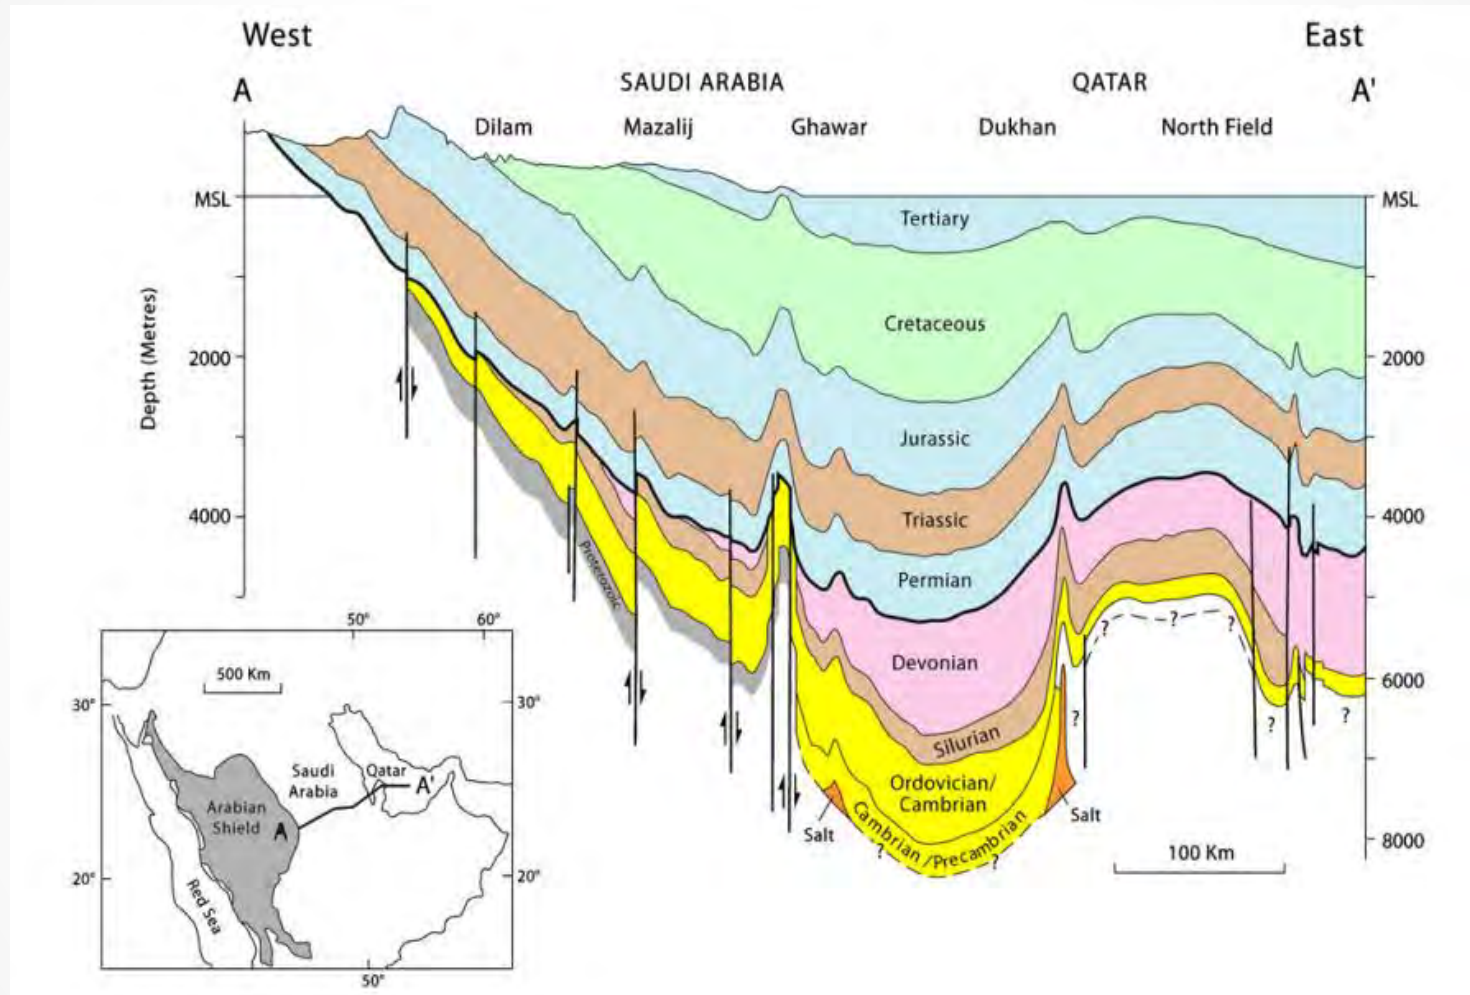 West
East
A
SAUDI ARABIA
QATAR
A'
Dilam
Mazalij
Ghawar
Dukhan
North Field
MSL
MSL
Tertiary
Depth (Metres)
Cretaceous
2000
2000
Jurassic
4000
Triassic
4000
Proterozoic
Permian
50°
60°
Devonian
?
?
?
500 Km
6000
30°
30°
?
?
?
Silurian
Saudi
Arabia
Qatar
A'
Ordovician/
Cambrian
Arabian
Shield
A
Salt
Salt
Cambrian/Precambrian
8000
?
?
100 Km
20°
20°
Red Sea
50°